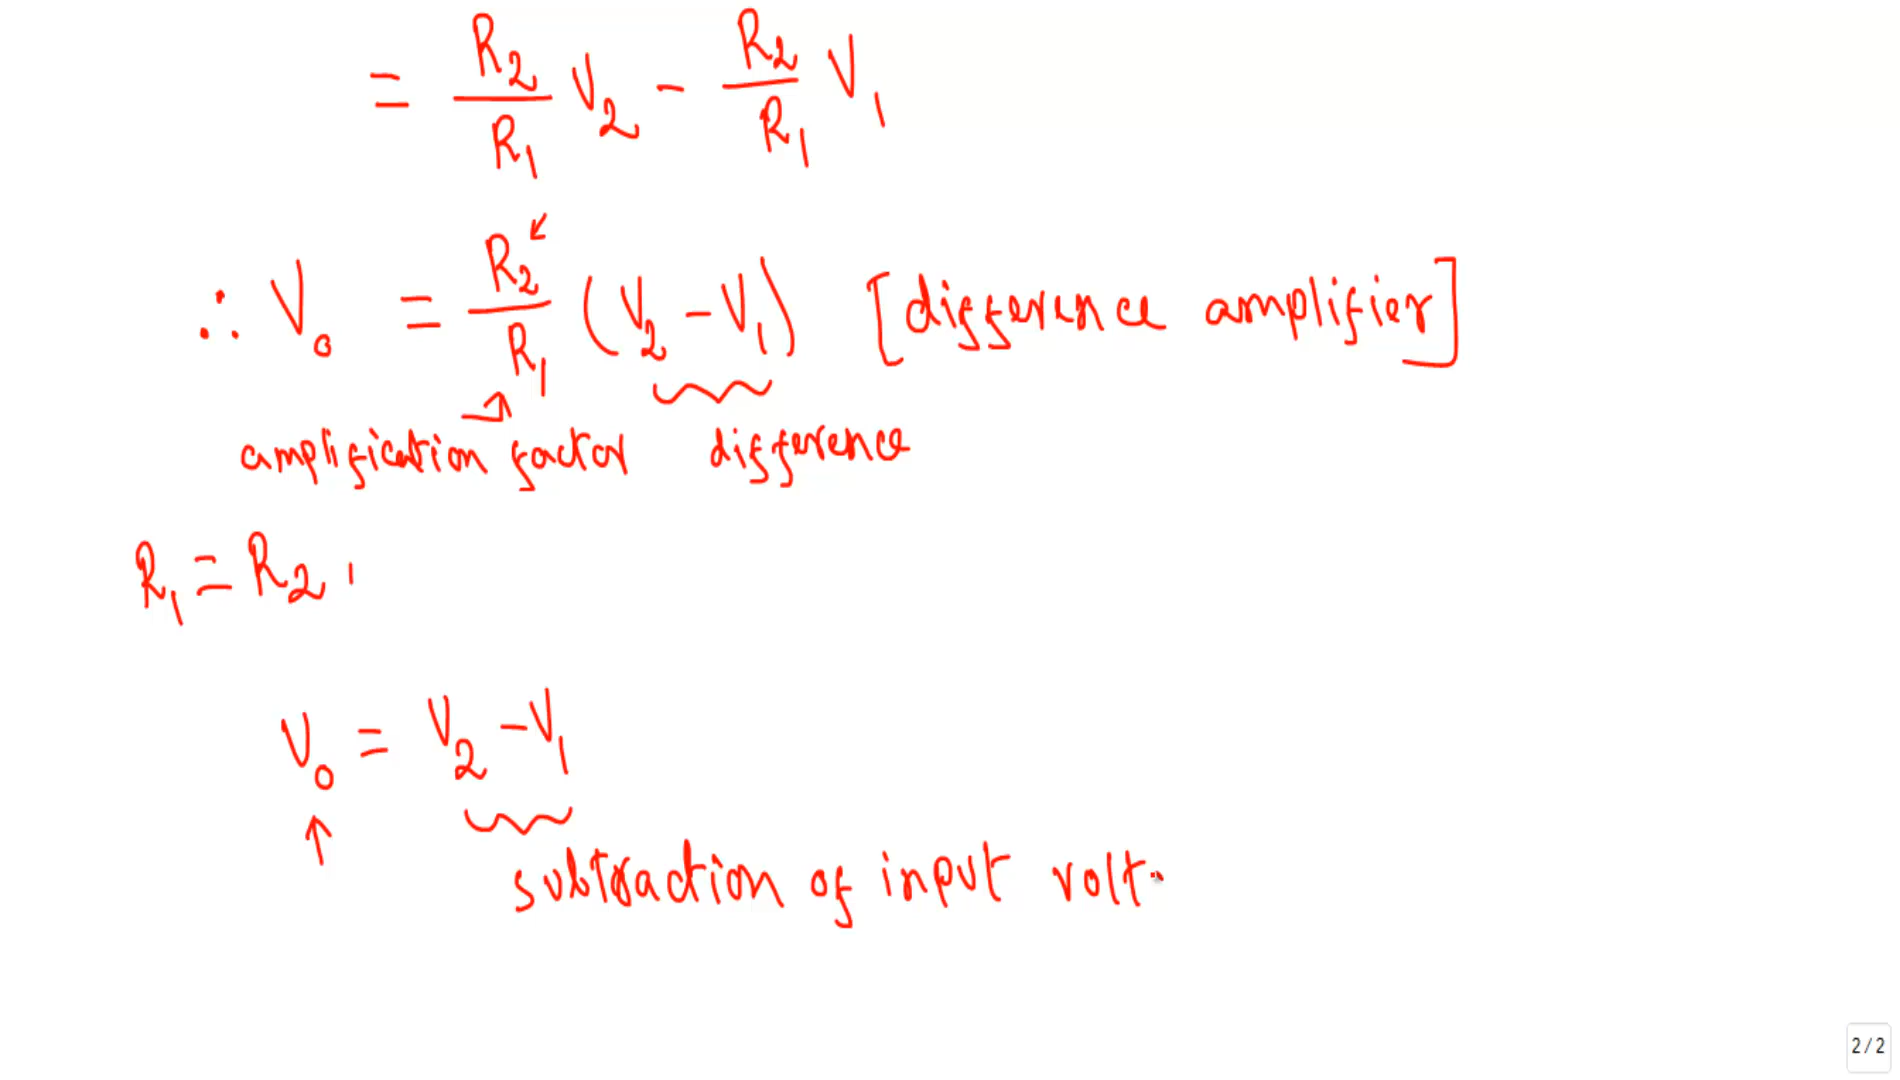 = R₂/R₁ V₂ - R₂/R₁ V₁
∴ V₀ = R₂/R₁ (V₂ - V₁) [difference amplifier]
amplification factor difference
R₁ = R₂,
V₀ = V₂ - V₁
subtraction of input volt
2 / 2